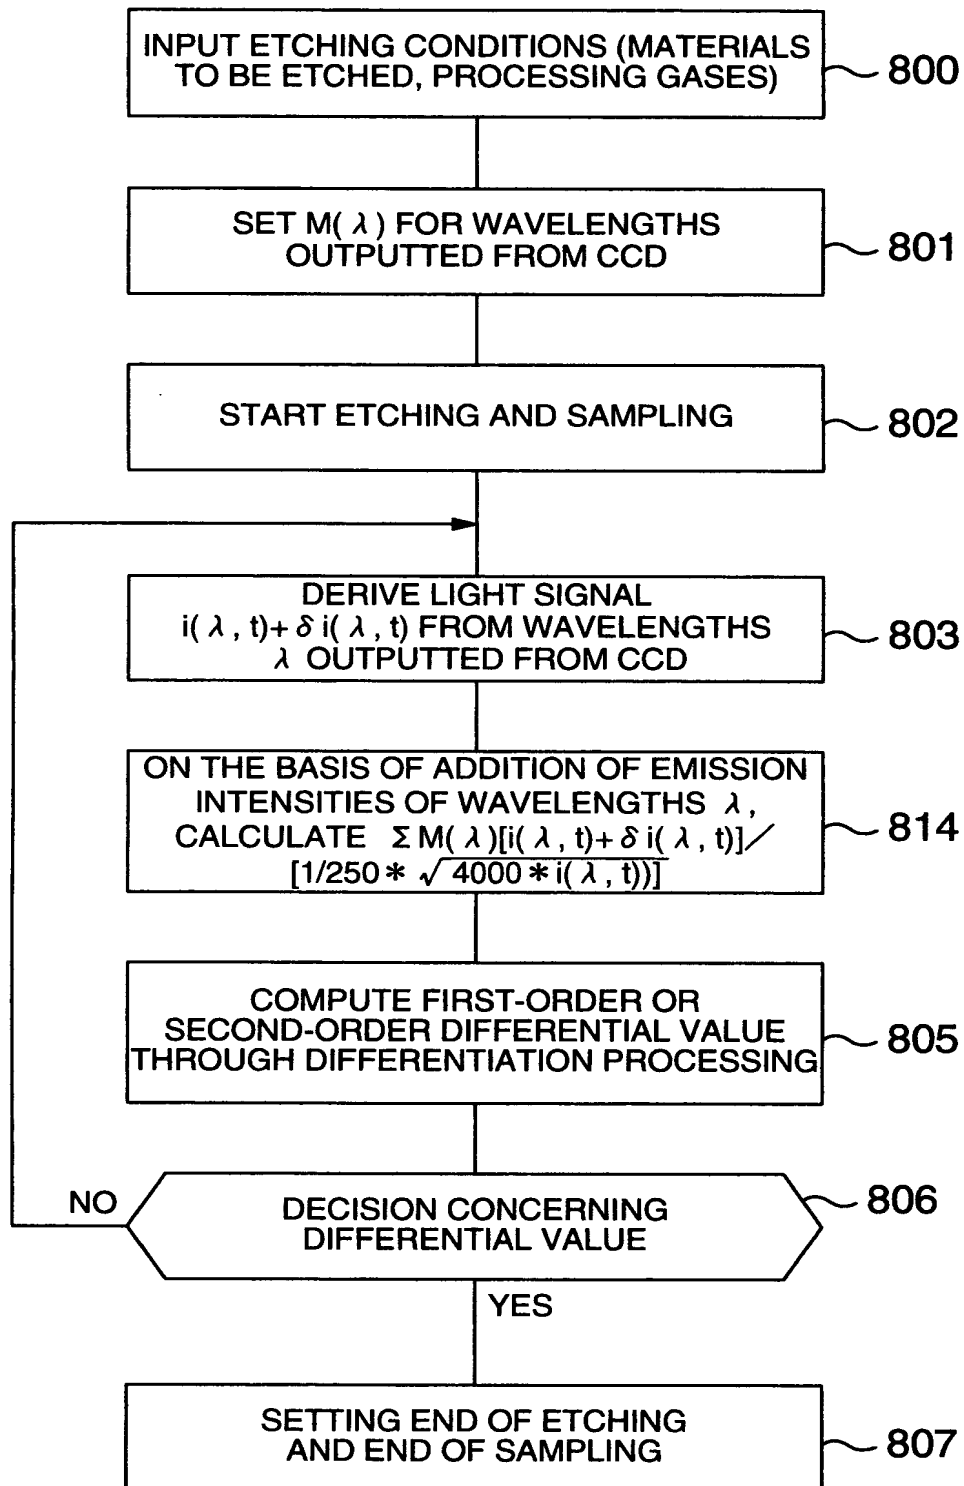 INPUT ETCHING CONDITIONS (MATERIALS
TO BE ETCHED, PROCESSING GASES)
800
SET M( λ ) FOR WAVELENGTHS
OUTPUTTED FROM CCD
801
START ETCHING AND SAMPLING
802
DERIVE LIGHT SIGNAL
i( λ , t)+ δ i( λ , t) FROM WAVELENGTHS
λ OUTPUTTED FROM CCD
803
ON THE BASIS OF ADDITION OF EMISSION
INTENSITIES OF WAVELENGTHS λ,
CALCULATE Σ M( λ )[i( λ , t)+ δ i( λ , t)]/
[1/250 * √ 4000 * i( λ , t))]
814
COMPUTE FIRST-ORDER OR
SECOND-ORDER DIFFERENTIAL VALUE
THROUGH DIFFERENTIATION PROCESSING
805
NO
DECISION CONCERNING
DIFFERENTIAL VALUE
806
YES
SETTING END OF ETCHING
AND END OF SAMPLING
807